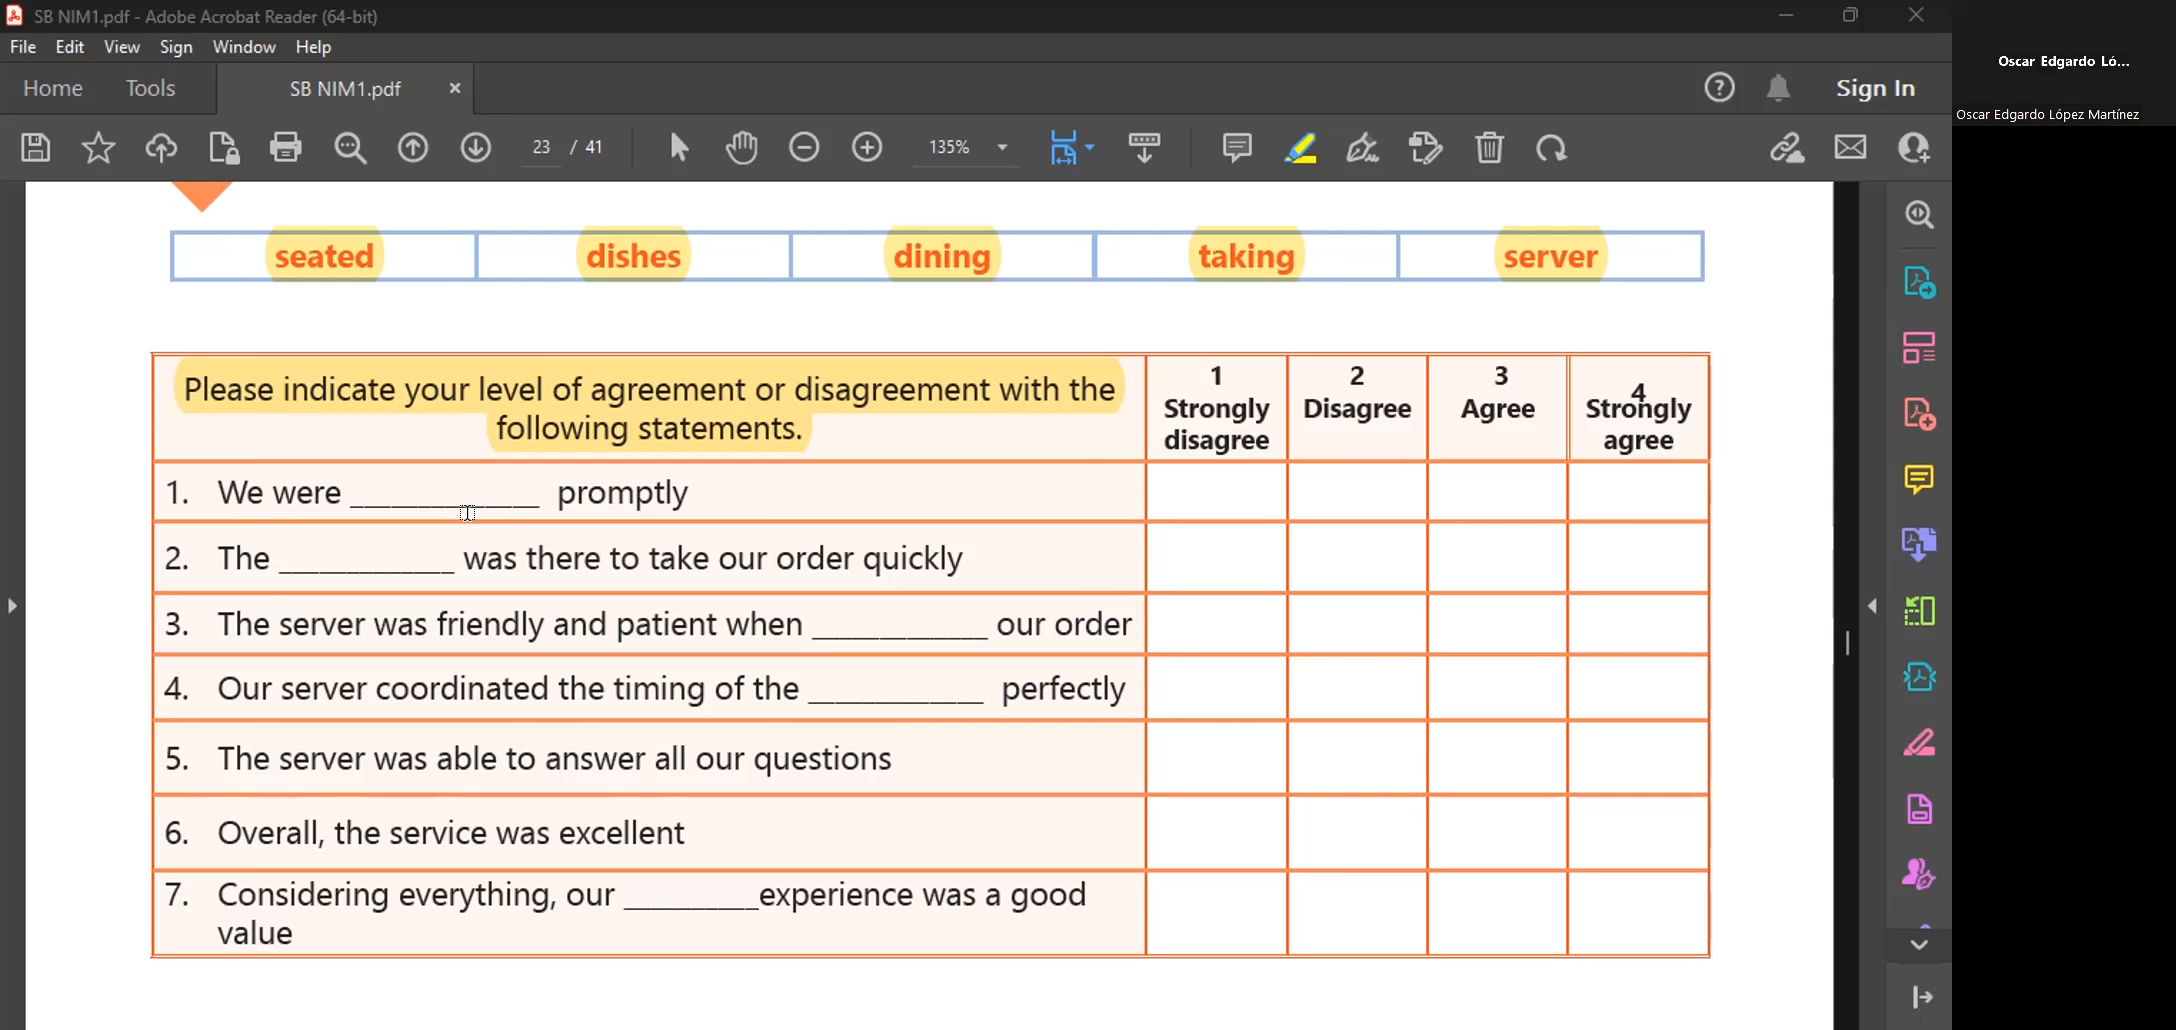 SB NIM1.pdf - Adobe Acrobat Reader (64-bit)
File Edit View Sign Window Help
Home Tools SB NIM1.pdf × Sign In
23 / 41 135%
Oscar Edgardo Ló...
Oscar Edgardo López Martínez
seated dishes dining taking server
Please indicate your level of agreement or disagreement with the
following statements.
1
Strongly
disagree
2
Disagree
3
Agree
4
Strongly
agree
1. We were ____________ promptly
2. The ____________ was there to take our order quickly
3. The server was friendly and patient when ____________ our order
4. Our server coordinated the timing of the ____________ perfectly
5. The server was able to answer all our questions
6. Overall, the service was excellent
7. Considering everything, our _________experience was a good
value